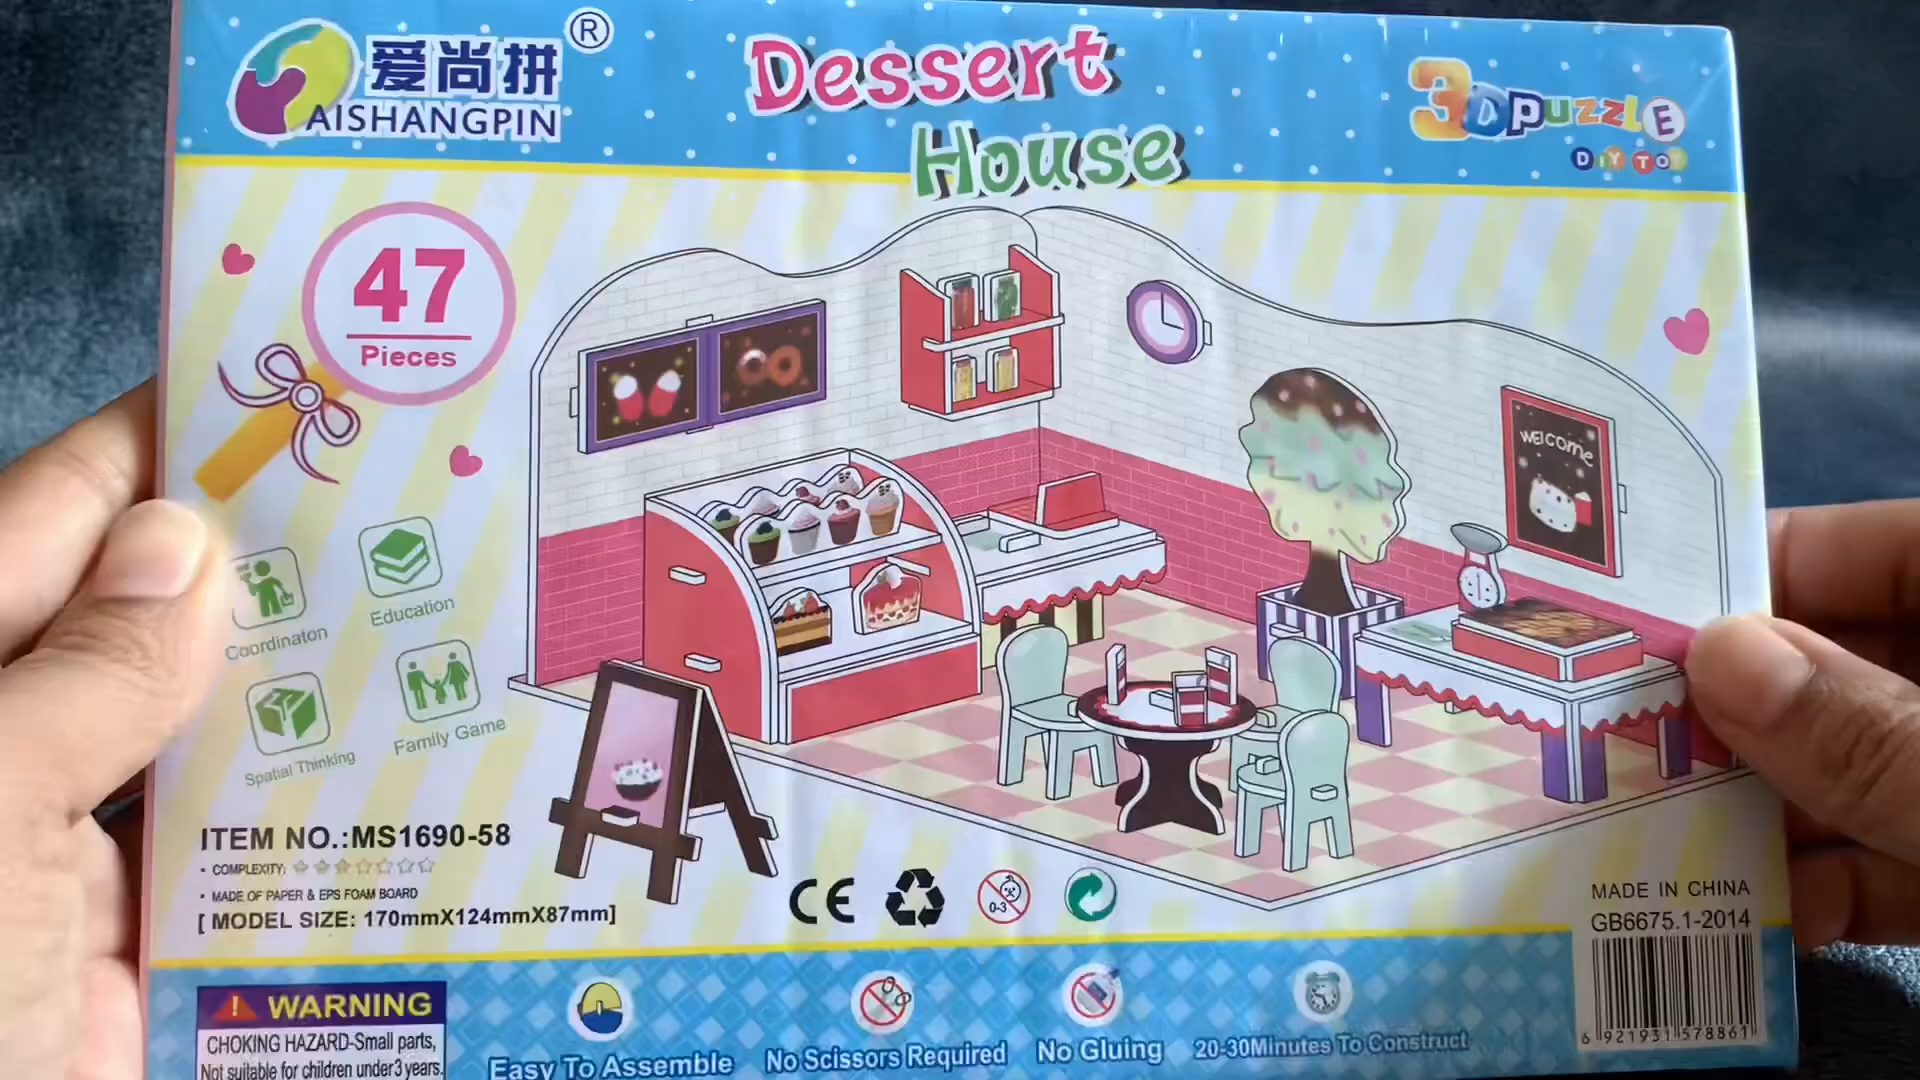 爱尚拼®
AISHANGPIN
Dessert
House
3D PUZZLE
DIY TOY
47
Pieces
WELCOME
Coordinaton
Education
Spatial Thinking
Family Game
ITEM NO.:MS1690-58
• COMPLEXITY: ☆☆☆☆☆☆☆
• MADE OF PAPER & EPS FOAM BOARD
[ MODEL SIZE: 170mmX124mmX87mm]
CE
0-3
MADE IN CHINA
GB6675.1-2014
6 921931 578861
WARNING
CHOKING HAZARD-Small parts,
Not suitable for children under3 years.
Easy To Assemble
No Scissors Required
No Gluing
20-30Minutes To Construct